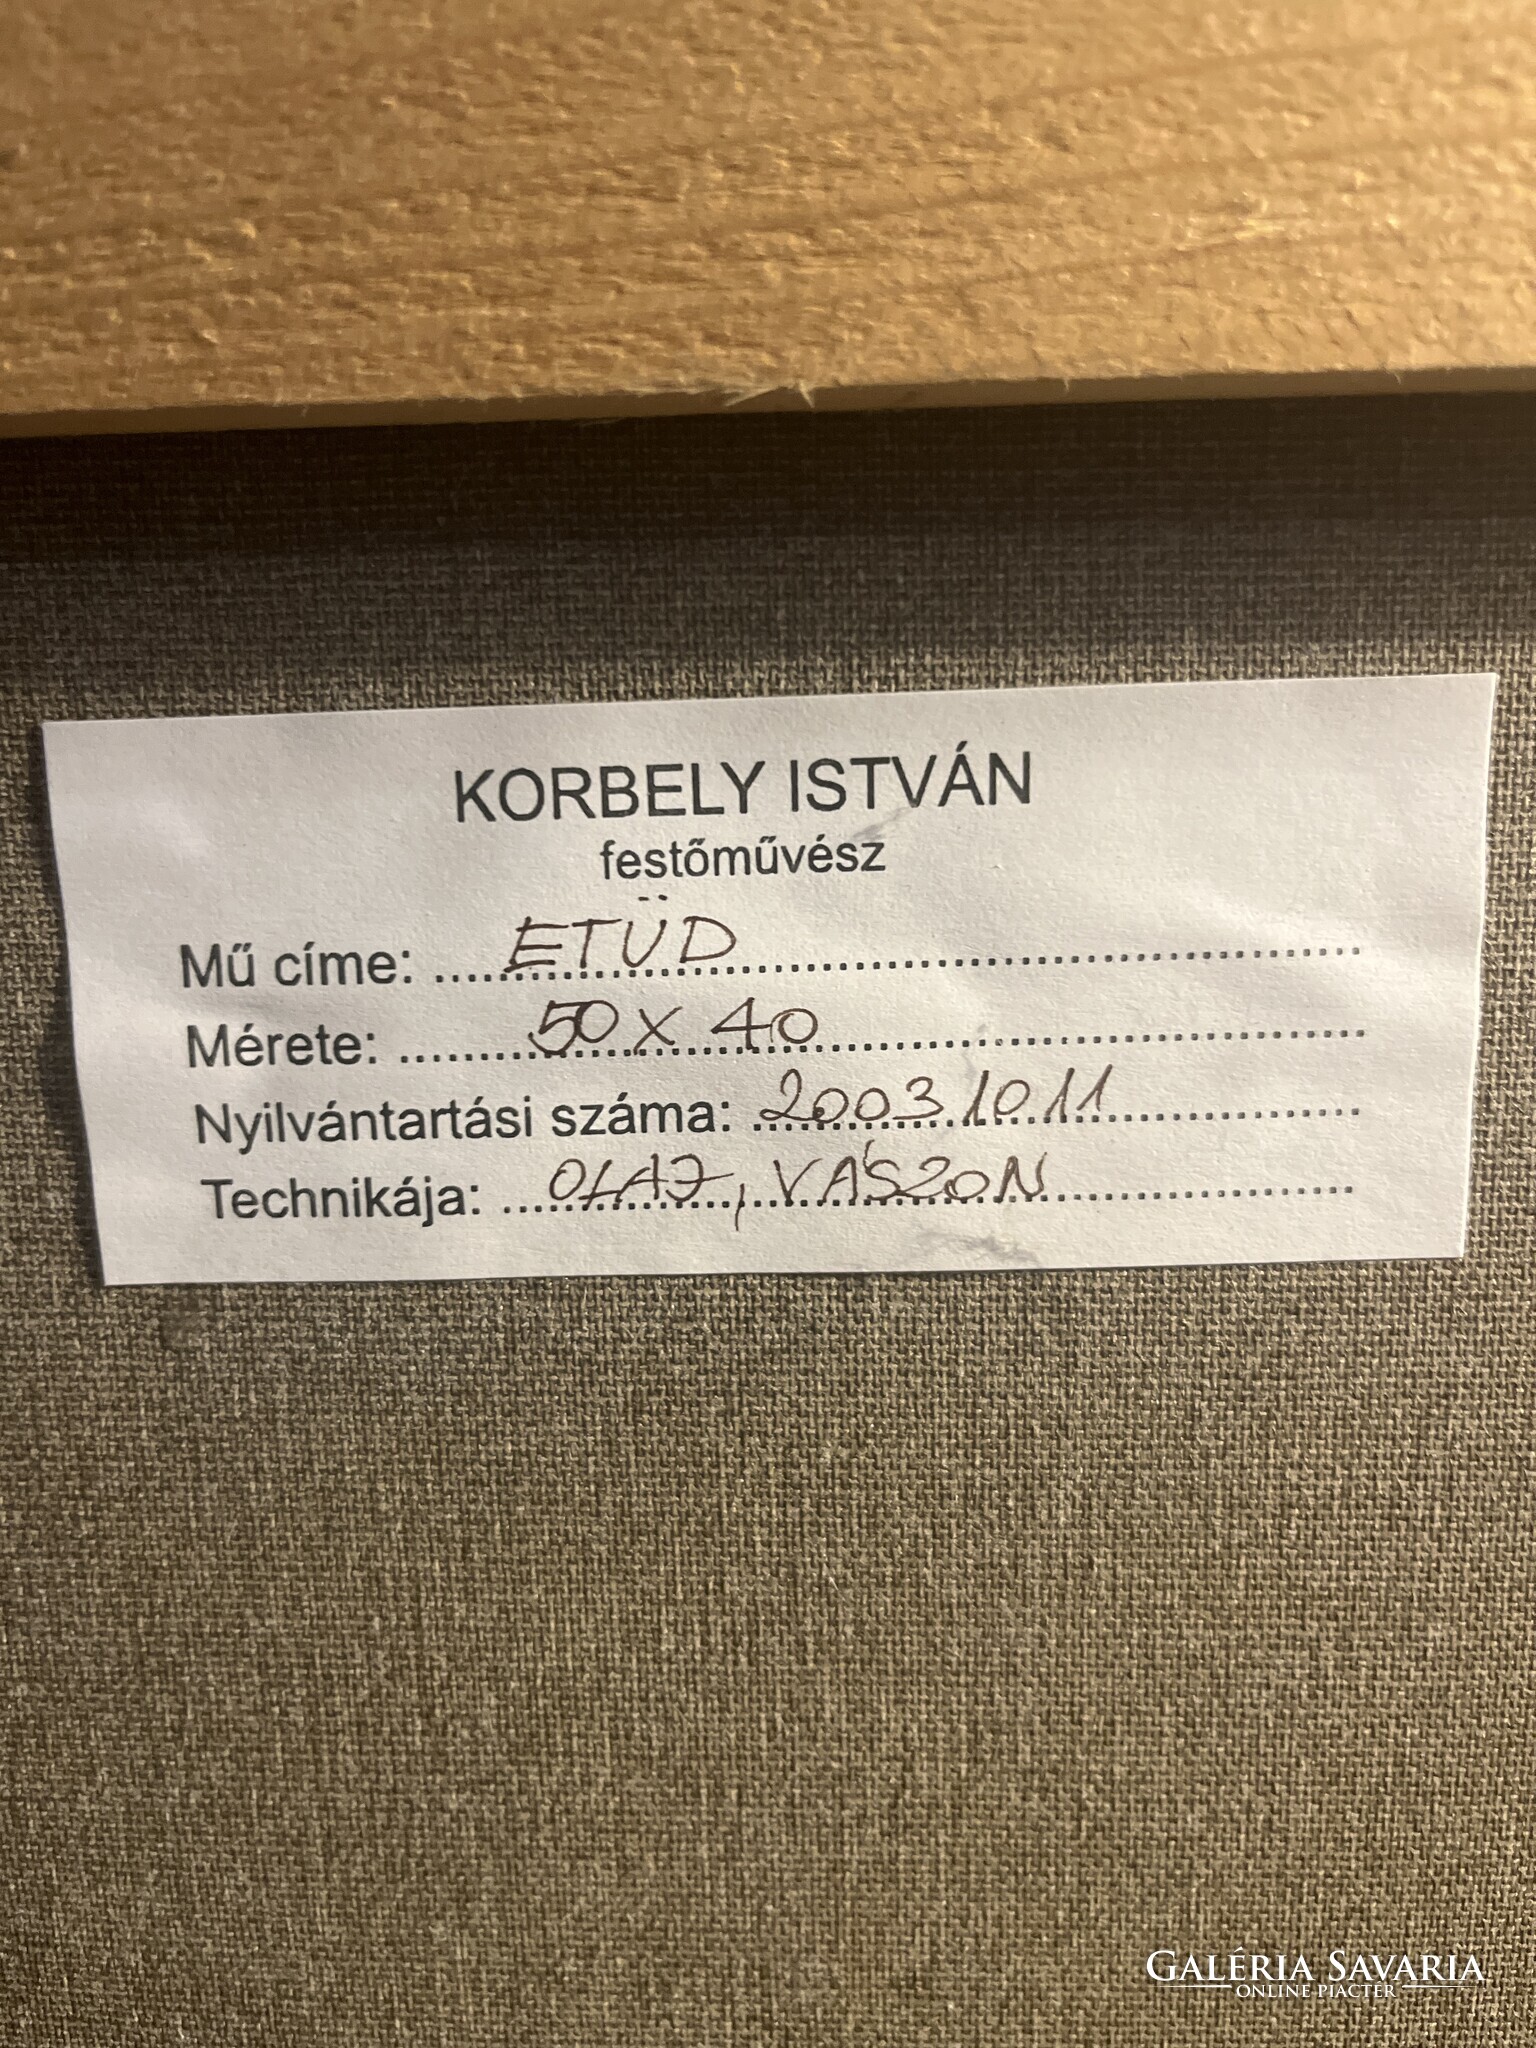 KORBELY ISTVÁN
festőművész
Mű címe: ETÜD
Mérete: 50 x 40
Nyilvántartási száma: 2003.10.11
Technikája: OLAJ, VÁSZON
GALÉRIA SAVARIA
ONLINE PIACTÉR